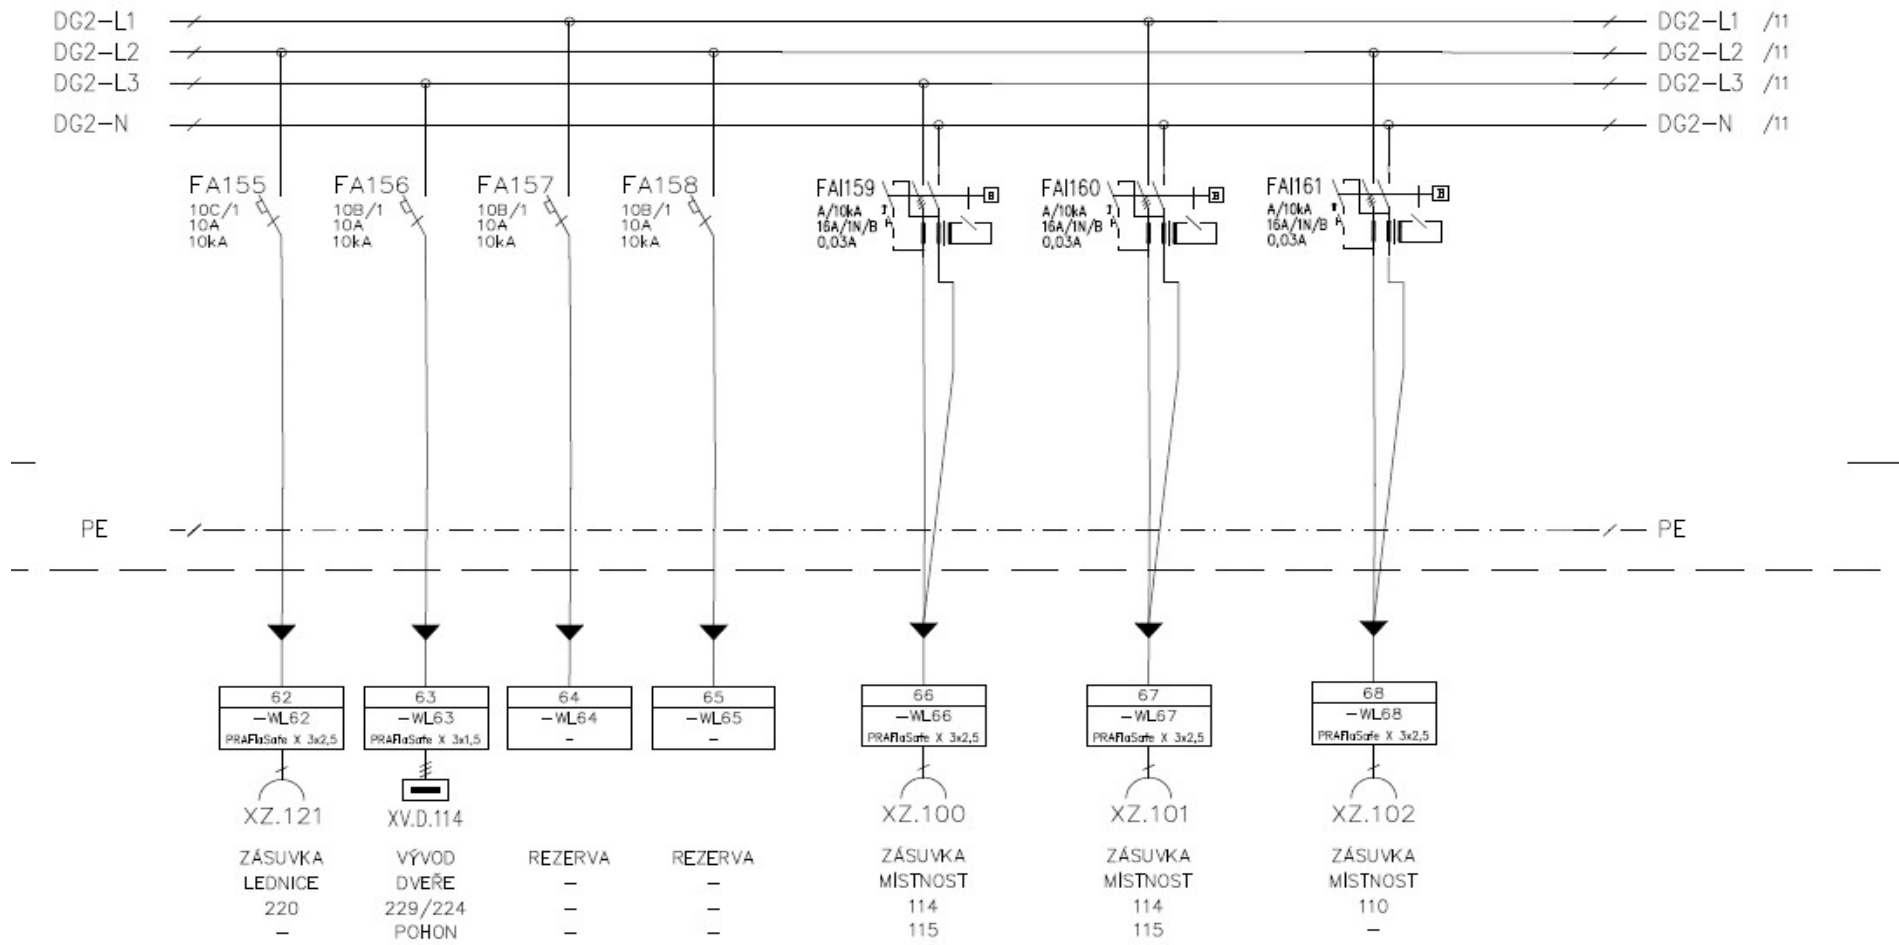 DG2-L1 DG2-L1 /11
DG2-L2 DG2-L2 /11
DG2-L3 DG2-L3 /11
DG2-N DG2-N /11
FA155
10C/1
10A
10kA
FA156
10B/1
10A
10kA
FA157
10B/1
10A
10kA
FA158
10B/1
10A
10kA
FAI159
A/10kA
16A/1N/B
0,03A
B
FAI160
A/10kA
16A/1N/B
0,03A
B
FAI161
A/10kA
16A/1N/B
0,03A
B
PE PE
62
-WL62
PRAFlaSafe X 3x2,5
XZ.121
ZÁSUVKA
LEDNICE
220
-
63
-WL63
PRAFlaSafe X 3x1,5
XV.D.114
VÝVOD
DVEŘE
229/224
POHON
64
-WL64
-
REZERVA
-
-
-
65
-WL65
-
REZERVA
-
-
-
66
-WL66
PRAFlaSafe X 3x2,5
XZ.100
ZÁSUVKA
MÍSTNOST
114
115
67
-WL67
PRAFlaSafe X 3x2,5
XZ.101
ZÁSUVKA
MÍSTNOST
114
115
68
-WL68
PRAFlaSafe X 3x2,5
XZ.102
ZÁSUVKA
MÍSTNOST
110
-